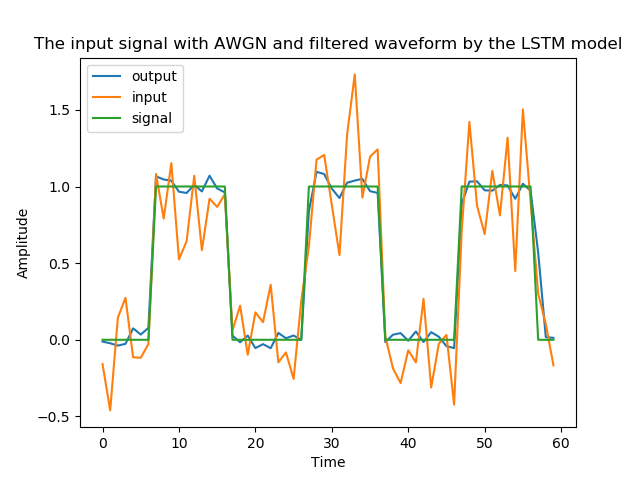 The input signal with AWGN and filtered waveform by the LSTM model
output
input
signal
Amplitude
1.5
1.0
0.5
0.0
−0.5
0 10 20 30 40 50 60
Time